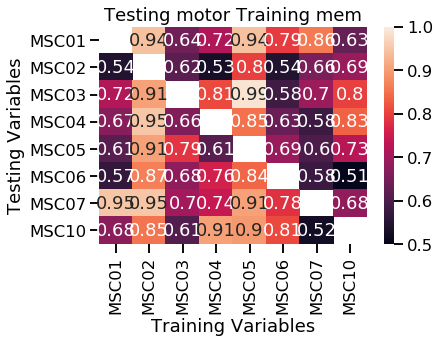 Testing motor Training mem
MSC01 0.94 0.64 0.72 0.94 0.79 0.86 0.63
MSC02 0.54 0.62 0.53 0.8 0.54 0.66 0.69
MSC03 0.72 0.91 0.81 0.99 0.58 0.7 0.8
MSC04 0.67 0.95 0.66 0.85 0.63 0.58 0.83
MSC05 0.61 0.91 0.79 0.61 0.69 0.6 0.73
MSC06 0.57 0.87 0.68 0.76 0.84 0.58 0.51
MSC07 0.95 0.95 0.7 0.74 0.91 0.78 0.68
MSC10 0.68 0.85 0.61 0.91 0.9 0.81 0.52
MSC01 MSC02 MSC03 MSC04 MSC05 MSC06 MSC07 MSC10
Training Variables
Testing Variables
1.0
0.9
0.8
0.7
0.6
0.5